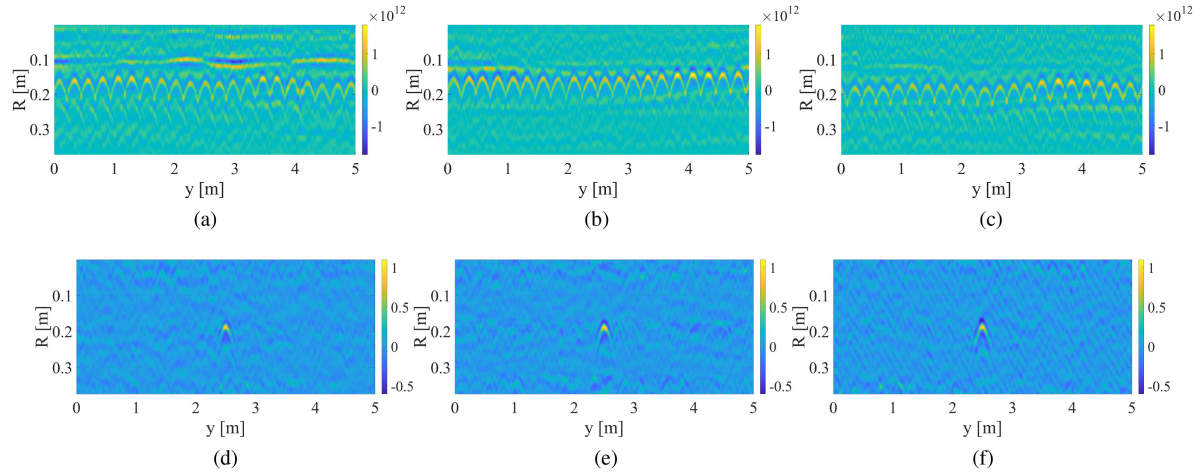 ×10¹² ×10¹² ×10¹²
1 1 1
0.1 0.1 0.1
R [m] R [m] R [m]
0 0 0
0.2 0.2 0.2
0.3 -1 0.3 -1 0.3 -1
0 1 2 3 4 5 0 1 2 3 4 5 0 1 2 3 4 5
y [m] y [m] y [m]
(a) (b) (c)
1 1 1
0.1 0.1 0.1
0.5 0.5 0.5
R [m] R [m] R [m]
0.2 0.2 0.2
0 0 0
0.3 0.3 0.3
-0.5 -0.5 -0.5
0 1 2 3 4 5 0 1 2 3 4 5 0 1 2 3 4 5
y [m] y [m] y [m]
(d) (e) (f)